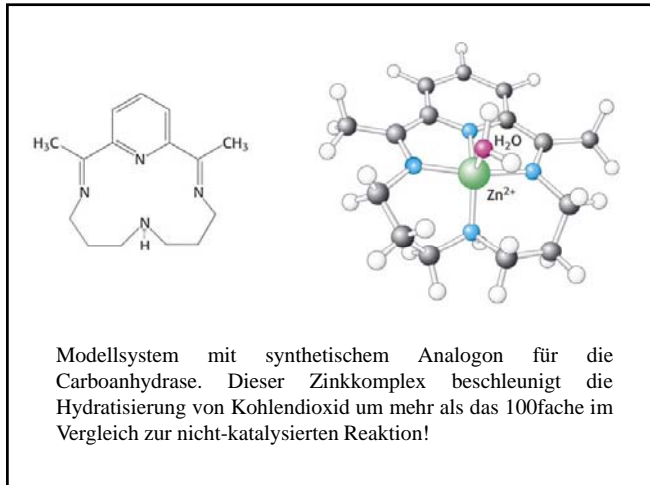 H₃C
CH₃
N
N
N
N
H
H₂O
Zn²⁺
Modellsystem mit synthetischem Analogon für die
Carboanhydrase. Dieser Zinkkomplex beschleunigt die
Hydratisierung von Kohlendioxid um mehr als das 100fache im
Vergleich zur nicht-katalysierten Reaktion!